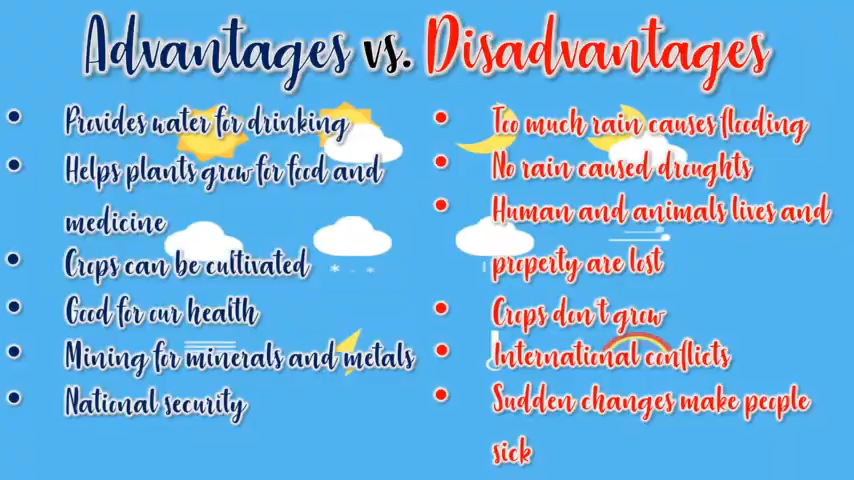 Advantages vs. Disadvantages
• Provides water for drinking
• Helps plants grow for food and
medicine
• Crops can be cultivated
• Good for our health
• Mining for minerals and metals
• National security
• Too much rain causes flooding
• No rain caused droughts
• Human and animals lives and
property are lost
• Crops don't grow
• International conflicts
• Sudden changes make people
sick